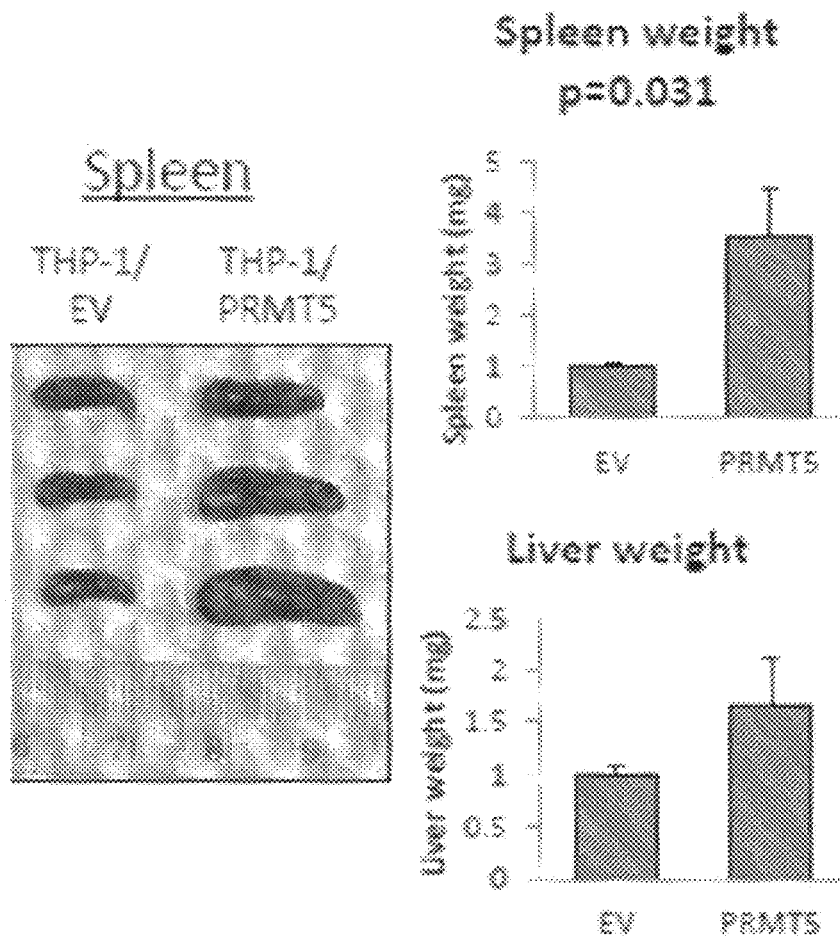 Spleen
THP-1/
EV
THP-1/
PRMT5
Spleen weight
p=0.031
Spleen weight (mg)
5
4
3
2
1
0
EV
PRMT5
Liver weight
Liver weight (mg)
2.5
2
1.5
1
0.5
0
EV
PRMT5